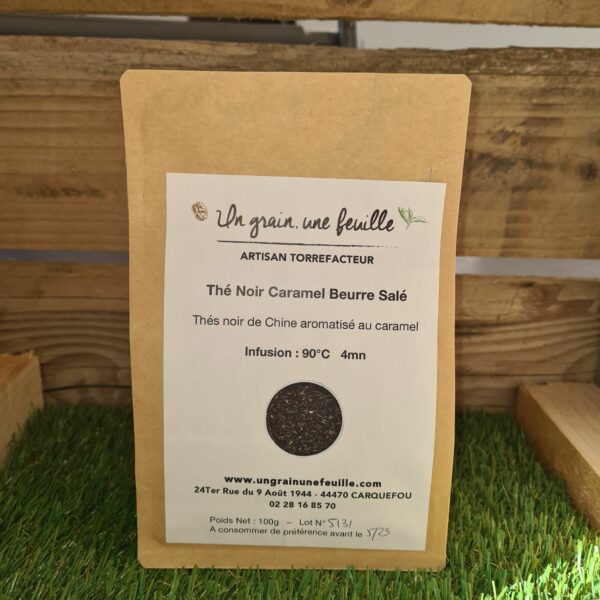 Un grain, une feuille
ARTISAN TORREFACTEUR
Thé Noir Caramel Beurre Salé
Thés noir de Chine aromatisé au caramel
Infusion : 90°C 4mn
www.ungrainunefeuille.com
24Ter Rue du 9 Août 1944 - 44470 CARQUEFOU
02 28 16 85 70
Poids Net : 100g – Lot N° 5131
A consommer de préférence avant le 5/23